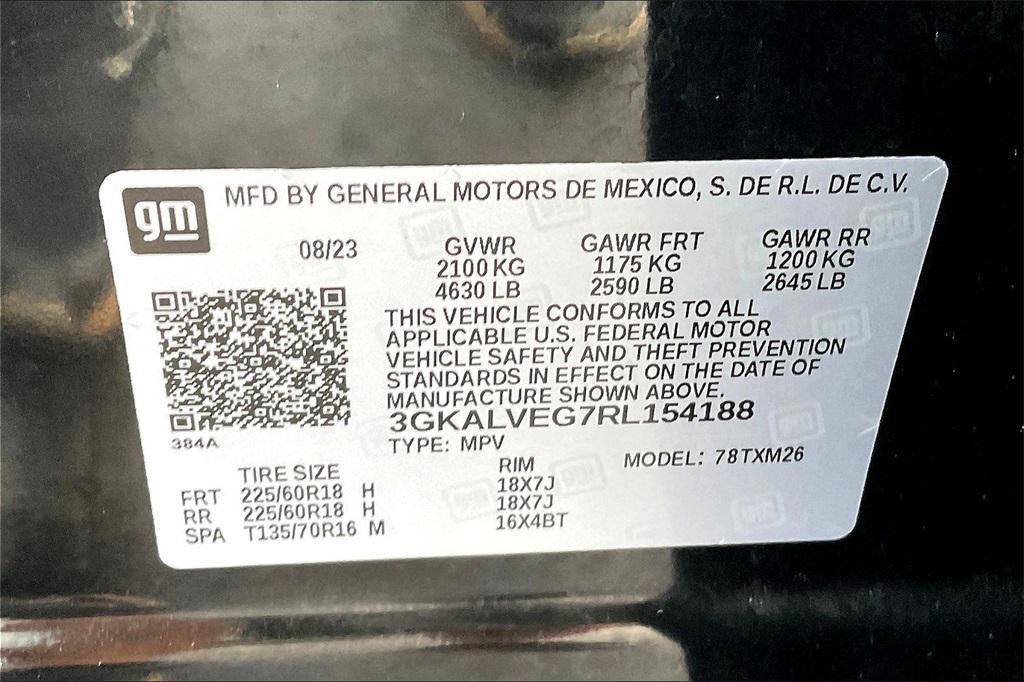 gm
MFD BY GENERAL MOTORS DE MEXICO, S. DE R.L. DE C.V.
08/23
GVWR GAWR FRT GAWR RR
2100 KG 1175 KG 1200 KG
4630 LB 2590 LB 2645 LB
THIS VEHICLE CONFORMS TO ALL
APPLICABLE U.S. FEDERAL MOTOR
VEHICLE SAFETY AND THEFT PREVENTION
STANDARDS IN EFFECT ON THE DATE OF
MANUFACTURE SHOWN ABOVE.
3GKALVEG7RL154188
384A
TYPE: MPV MODEL: 78TXM26
TIRE SIZE RIM
FRT 225/60R18 H 18X7J
RR 225/60R18 H 18X7J
SPA T135/70R16 M 16X4BT